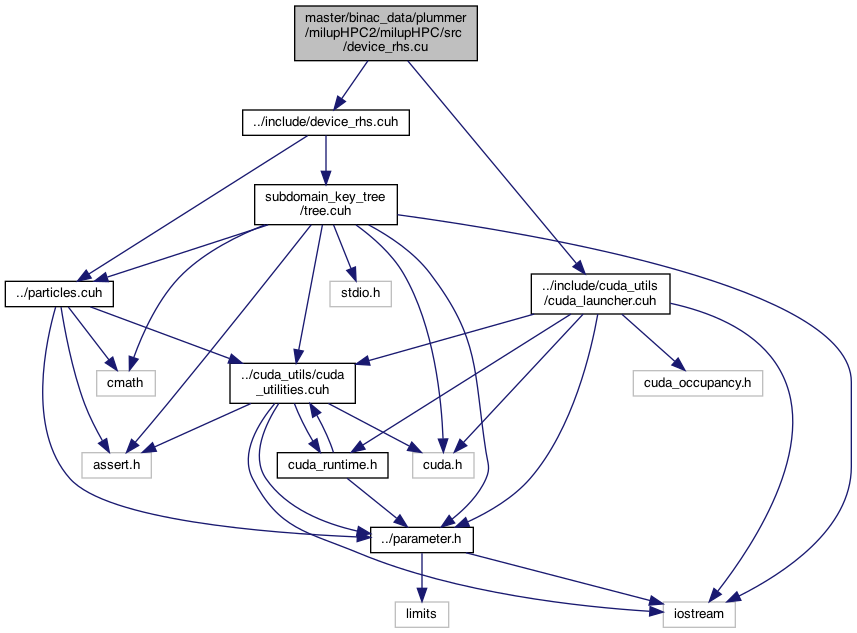 master/binac_data/plummer
/milupHPC2/milupHPC/src
/device_rhs.cu
../include/device_rhs.cuh
subdomain_key_tree
/tree.cuh
../particles.cuh
stdio.h
../include/cuda_utils
/cuda_launcher.cuh
cmath
../cuda_utils/cuda
_utilities.cuh
cuda_occupancy.h
assert.h
cuda_runtime.h
cuda.h
../parameter.h
limits
iostream